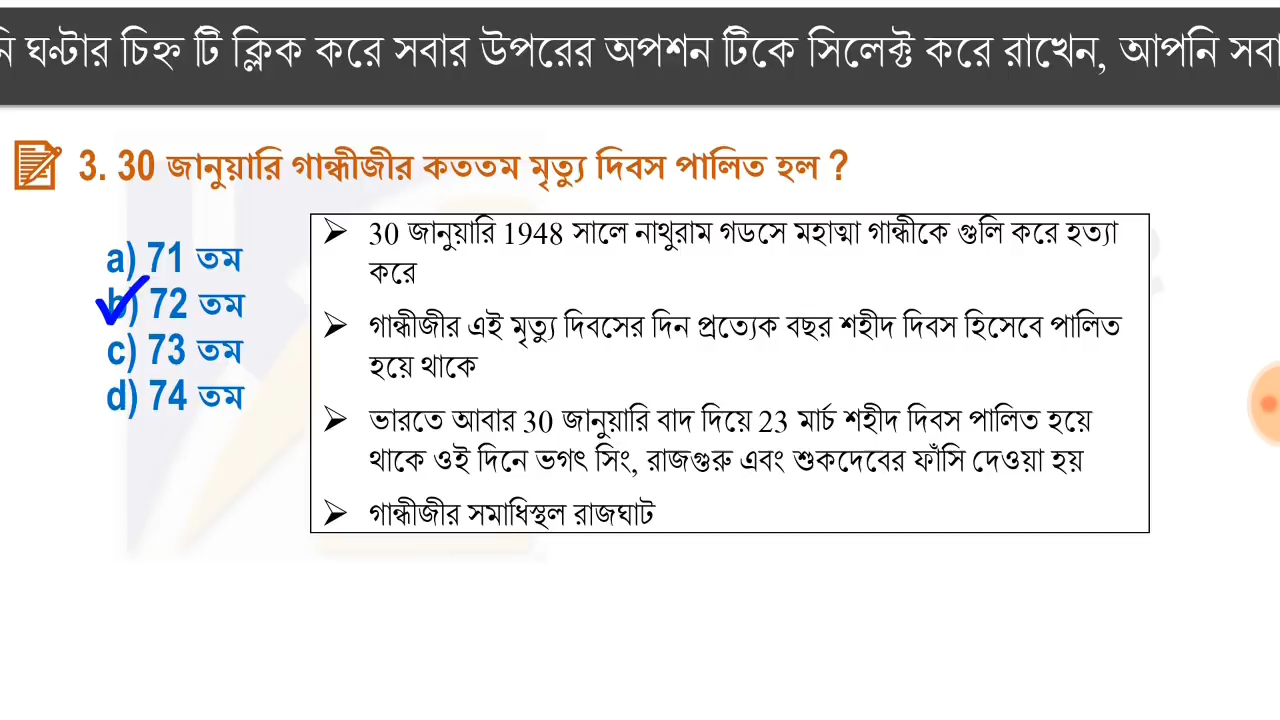 ঘণ্টার চিহ্ন টি ক্লিক করে সবার উপরের অপশন টিকে সিলেক্ট করে রাখেন, আপনি সবা
3. 30 জানুয়ারি গান্ধীজীর কততম মৃত্যু দিবস পালিত হল ?
a) 71 তম
b) 72 তম
c) 73 তম
d) 74 তম
➢ 30 জানুয়ারি 1948 সালে নাথুরাম গডসে মহাত্মা গান্ধীকে গুলি করে হত্যা
করে
➢ গান্ধীজীর এই মৃত্যু দিবসের দিন প্রত্যেক বছর শহীদ দিবস হিসেবে পালিত
হয়ে থাকে
➢ ভারতে আবার 30 জানুয়ারি বাদ দিয়ে 23 মার্চ শহীদ দিবস পালিত হয়ে
থাকে ওই দিনে ভগৎ সিং, রাজগুরু এবং শুকদেবের ফাঁসি দেওয়া হয়
➢ গান্ধীজীর সমাধিস্থল রাজঘাট